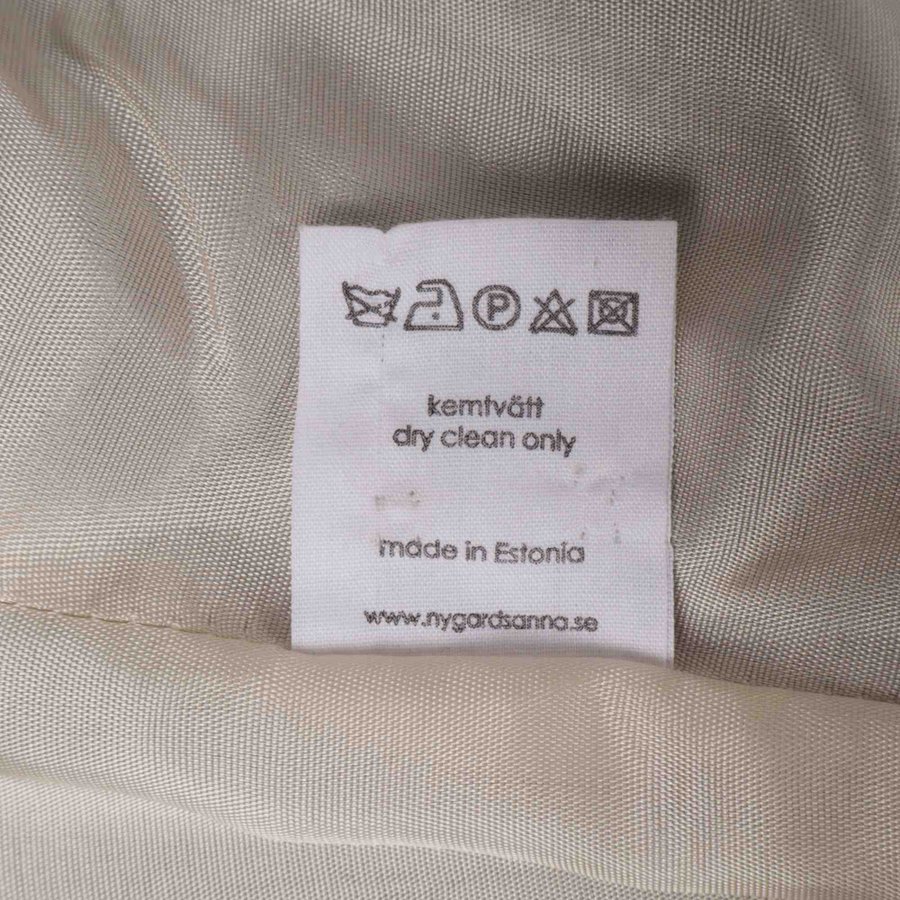 P
kemtvätt
dry clean only
made in Estonia
www.nygardsanna.se